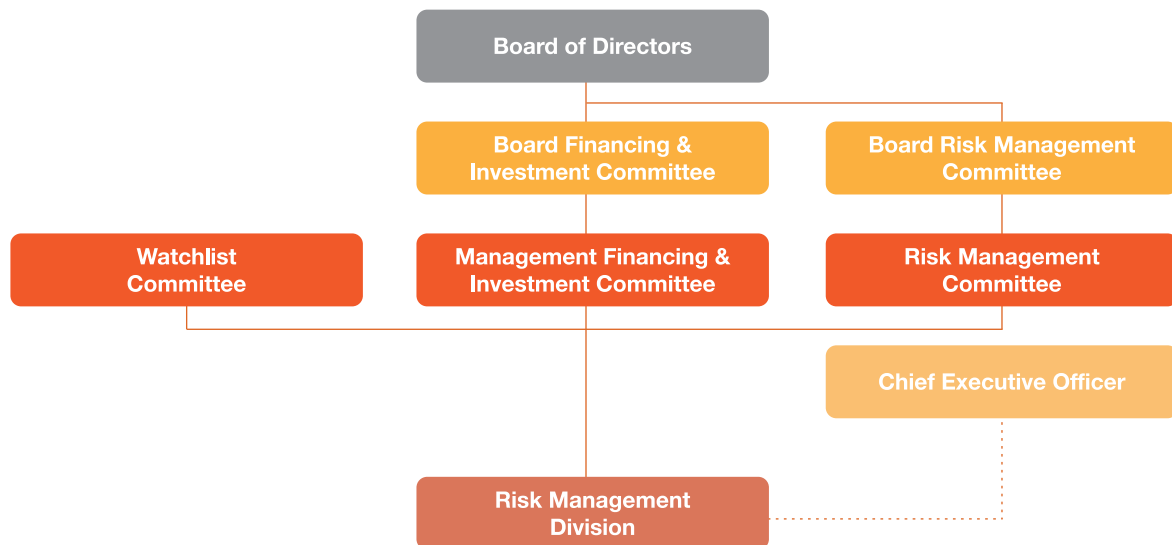 Board of Directors
Board Financing &
Investment Committee
Board Risk Management
Committee
Watchlist
Committee
Management Financing &
Investment Committee
Risk Management
Committee
Chief Executive Officer
Risk Management
Division